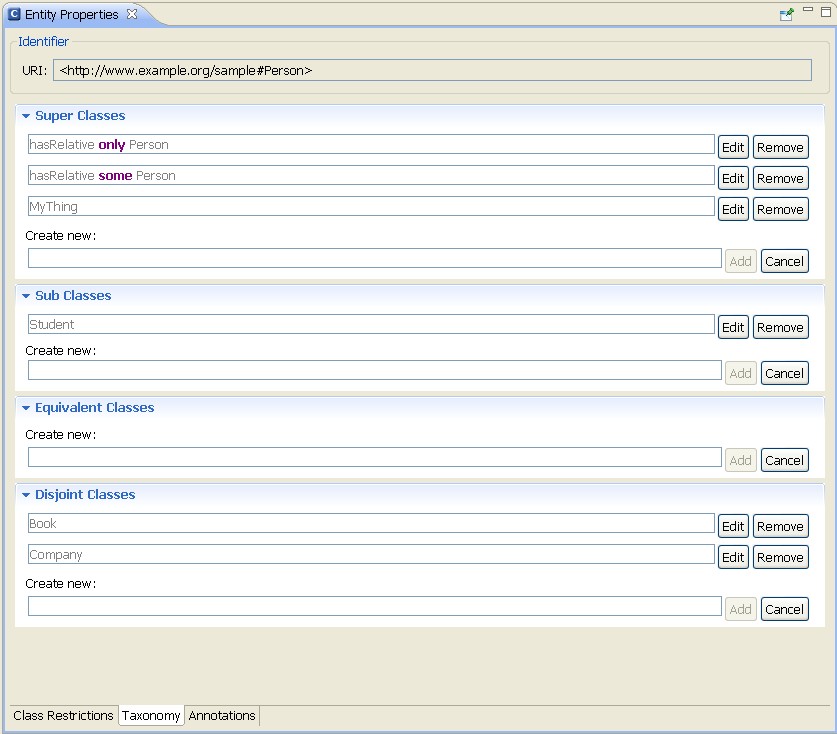 Entity Properties
Identifier
URI: <http://www.example.org/sample#Person>
Super Classes
hasRelative only Person Edit Remove
hasRelative some Person Edit Remove
MyThing Edit Remove
Create new:
Add Cancel
Sub Classes
Student Edit Remove
Create new:
Add Cancel
Equivalent Classes
Create new:
Add Cancel
Disjoint Classes
Book Edit Remove
Company Edit Remove
Create new:
Add Cancel
Class Restrictions Taxonomy Annotations